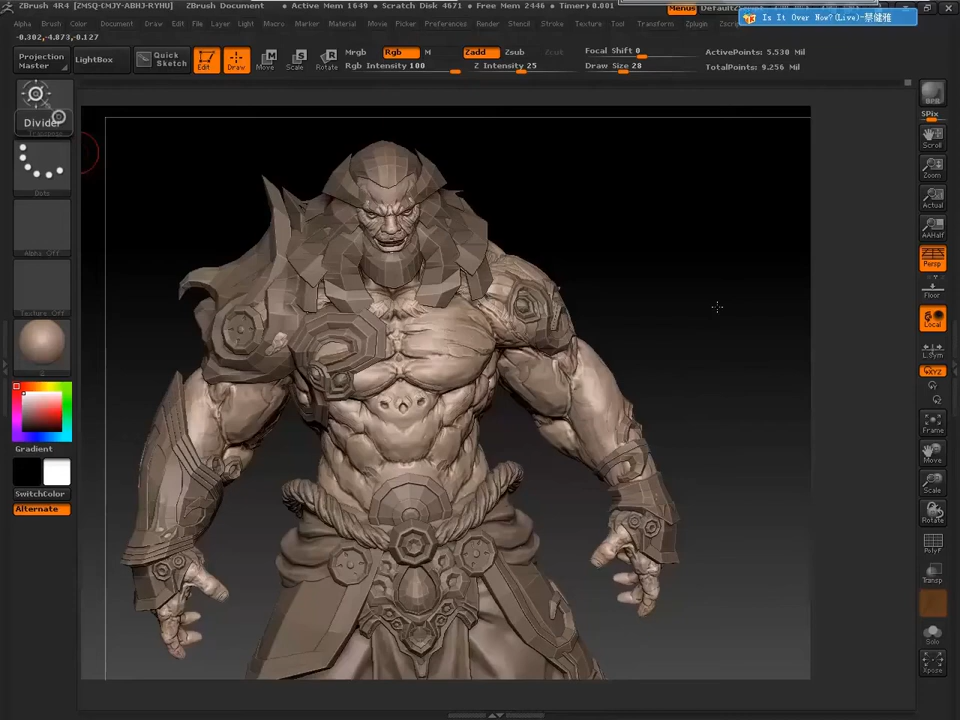 ZBrush 4R4 [ZMSQ-CMJY-ABHJ-RYHU] ZBrush Document • Active Mem 1649 • Scratch Disk 4671 • Free Mem 2446 • Timer▸0.001
Menus
Is It Over Now?(Live)-蔡健雅
Alpha Brush Color Document Draw Edit File Layer Light Macro Marker Material Movie Picker Preferences Render Stencil Stroke Texture Tool Transform Zplugin Zscript
-0.302,-4.873,-0.127
Projection Master
LightBox
Quick Sketch
Edit Draw Move Scale Rotate
Mrgb Rgb M
Rgb Intensity 100
Zadd Zsub Zcut
Z Intensity 25
Focal Shift 0
Draw Size 28
ActivePoints: 5.530 Mil
TotalPoints: 9.256 Mil
Divider
Dots
Alpha Off
Texture Off
Gradient
SwitchColor
Alternate
BPR
SPix
Scroll
Zoom
Actual
AAHalf
Persp
Floor
Local
L.Sym
Frame
Move
Scale
Rotate
PolyF
Transp
Solo
Xpose